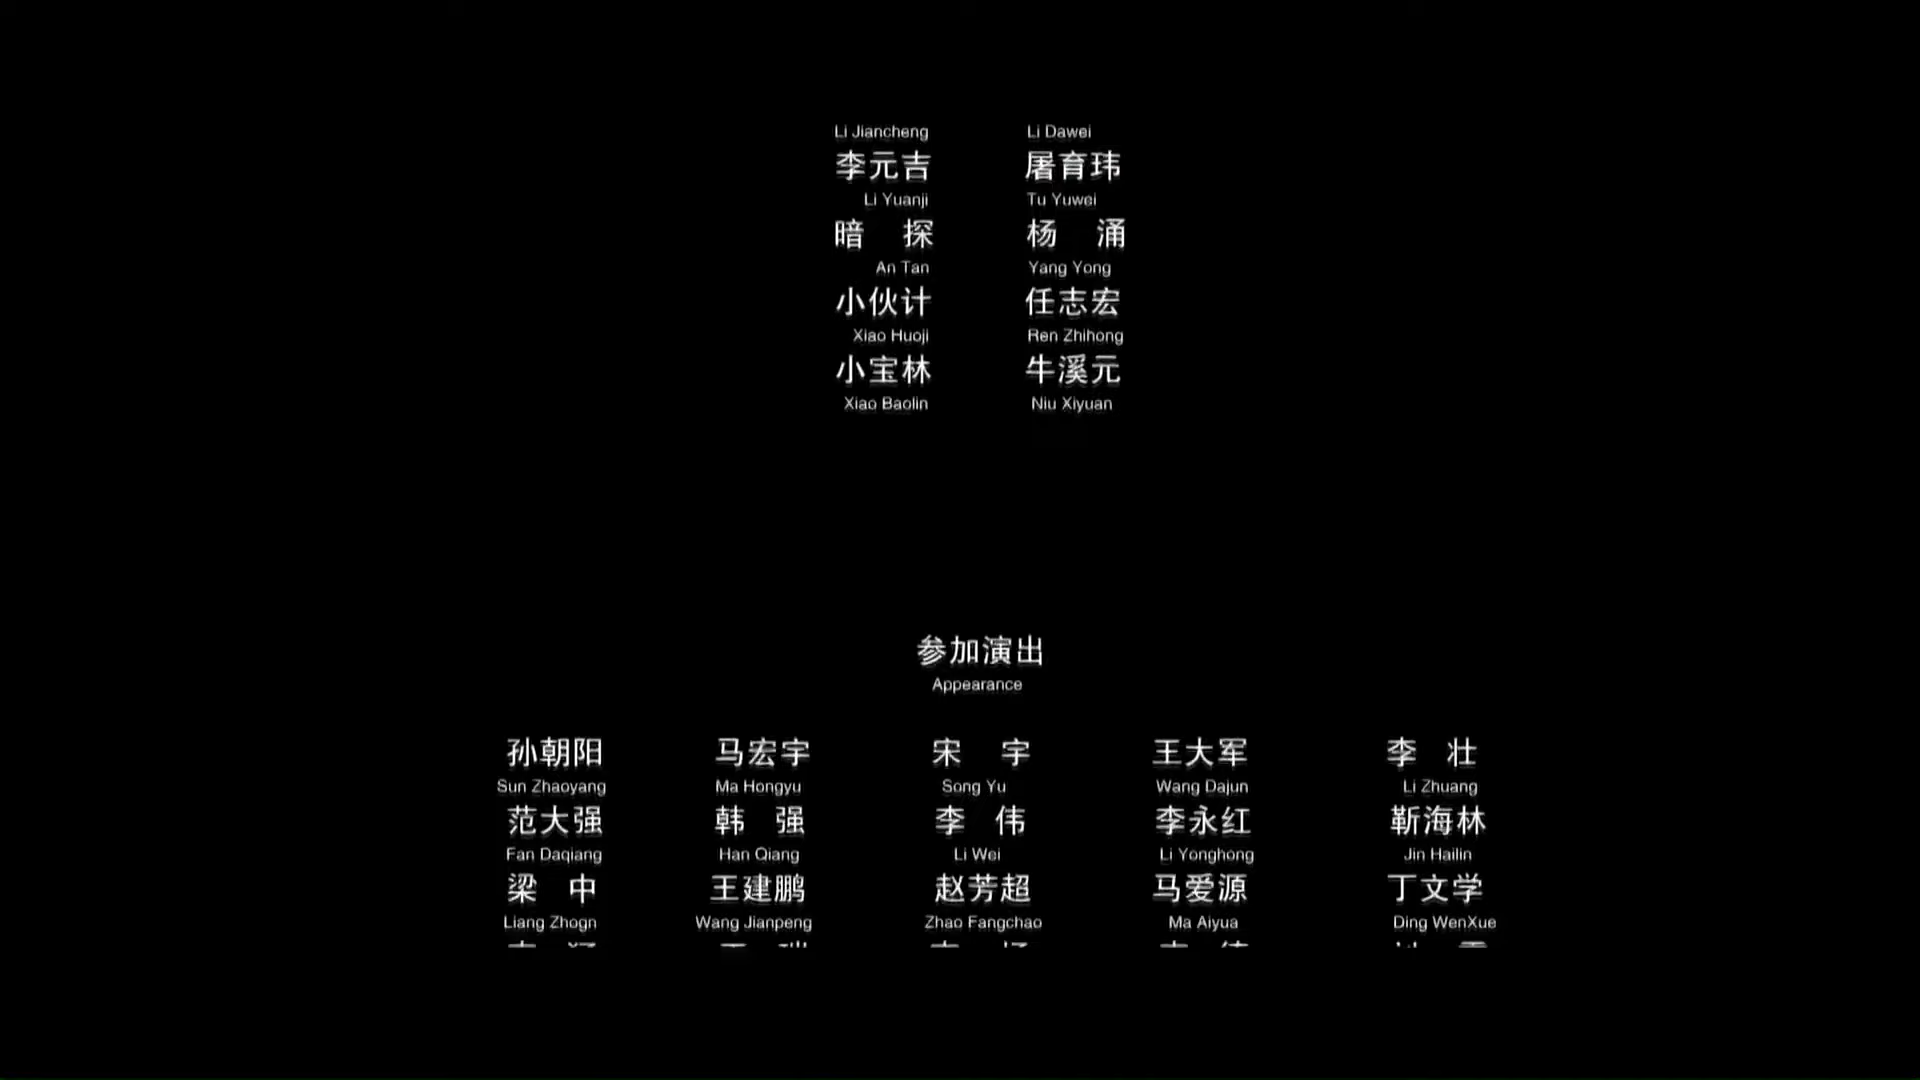 Li Jiancheng Li Dawei
李元吉 屠育玮
Li Yuanji Tu Yuwei
暗 探 杨 涌
An Tan Yang Yong
小伙计 任志宏
Xiao Huoji Ren Zhihong
小宝林 牛溪元
Xiao Baolin Niu Xiyuan
参加演出
Appearance
孙朝阳 马宏宇 宋 宇 王大军 李 壮
Sun Zhaoyang Ma Hongyu Song Yu Wang Dajun Li Zhuang
范大强 韩 强 李 伟 李永红 靳海林
Fan Daqiang Han Qiang Li Wei Li Yonghong Jin Hailin
梁 中 王建鹏 赵芳超 马爱源 丁文学
Liang Zhogn Wang Jianpeng Zhao Fangchao Ma Aiyua Ding WenXue